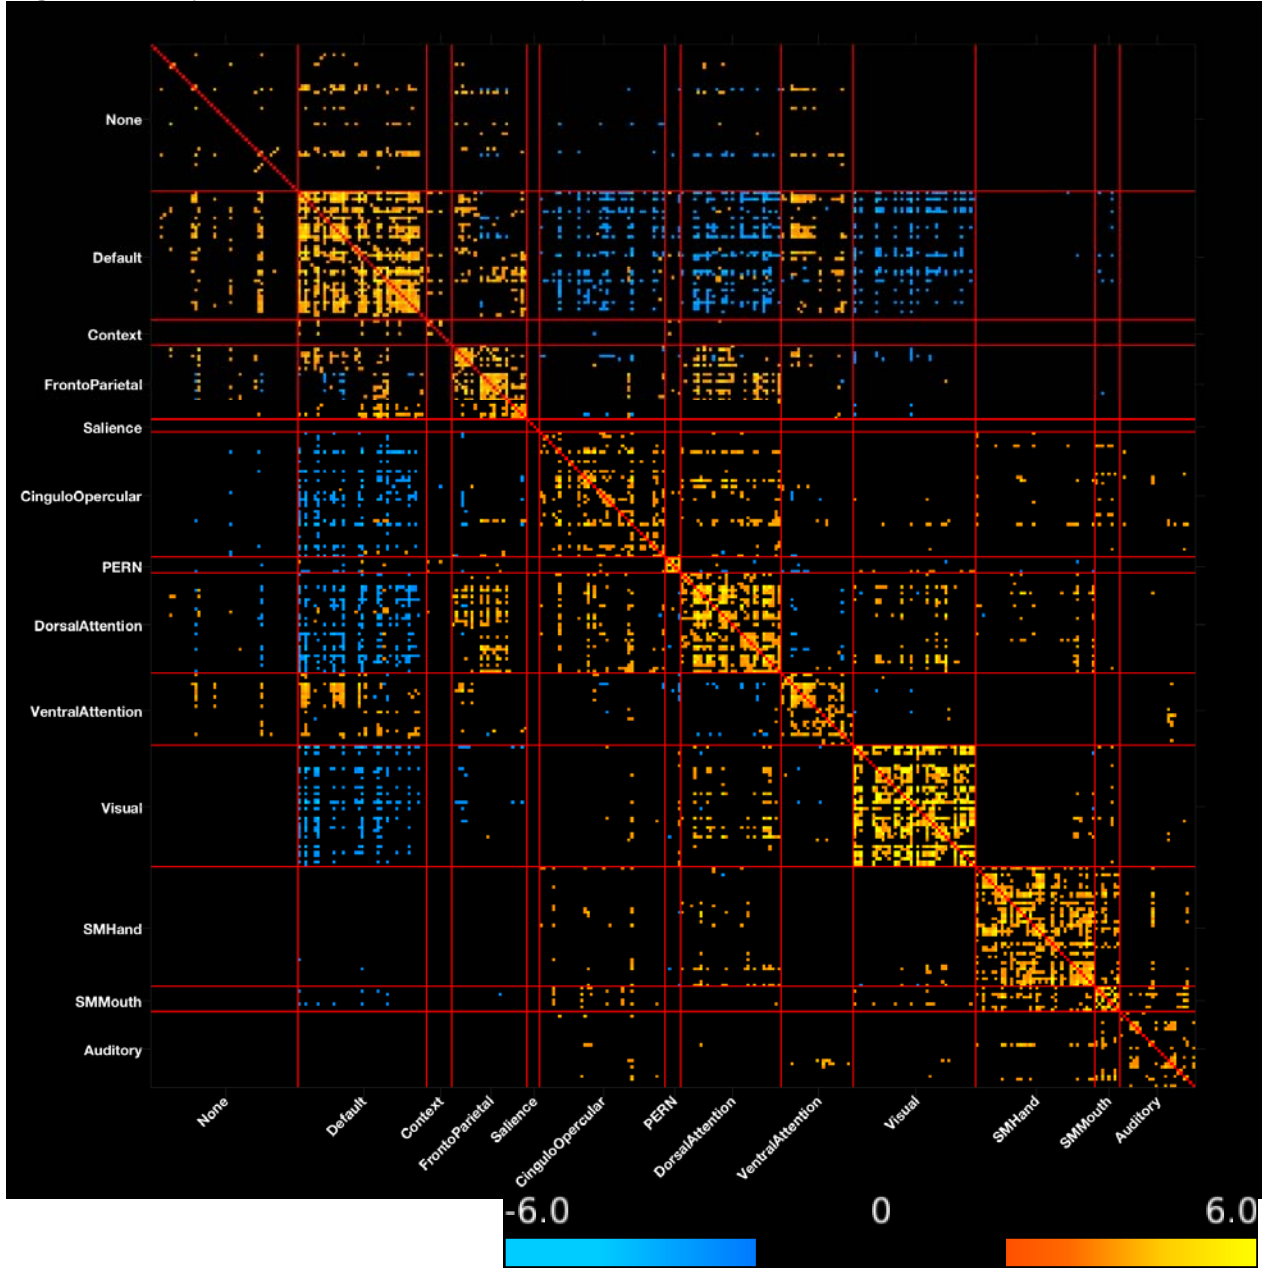 None
Default
Context
FrontoParietal
Salience
CinguloOpercular
PERN
DorsalAttention
VentralAttention
Visual
SMHand
SMMouth
Auditory
None
Default
Context
FrontoParietal
Salience
CinguloOpercular
PERN
DorsalAttention
VentralAttention
Visual
SMHand
SMMouth
Auditory
-6.0 0 6.0